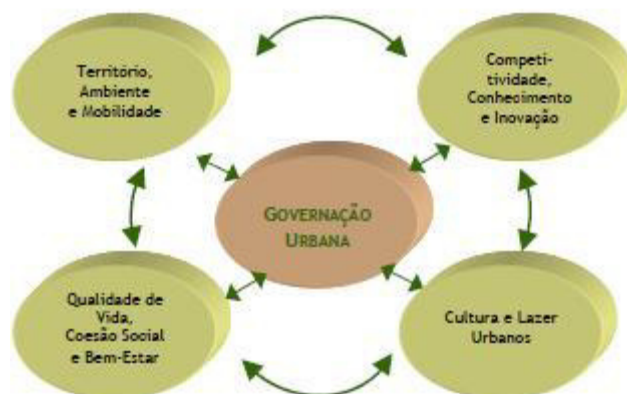 Território,
Ambiente
e Mobilidade
Competi-
tividade,
Conhecimento
e Inovação
GOVERNAÇÃO
URBANA
Qualidade de
Vida,
Coesão Social
e Bem-Estar
Cultura e Lazer
Urbanos